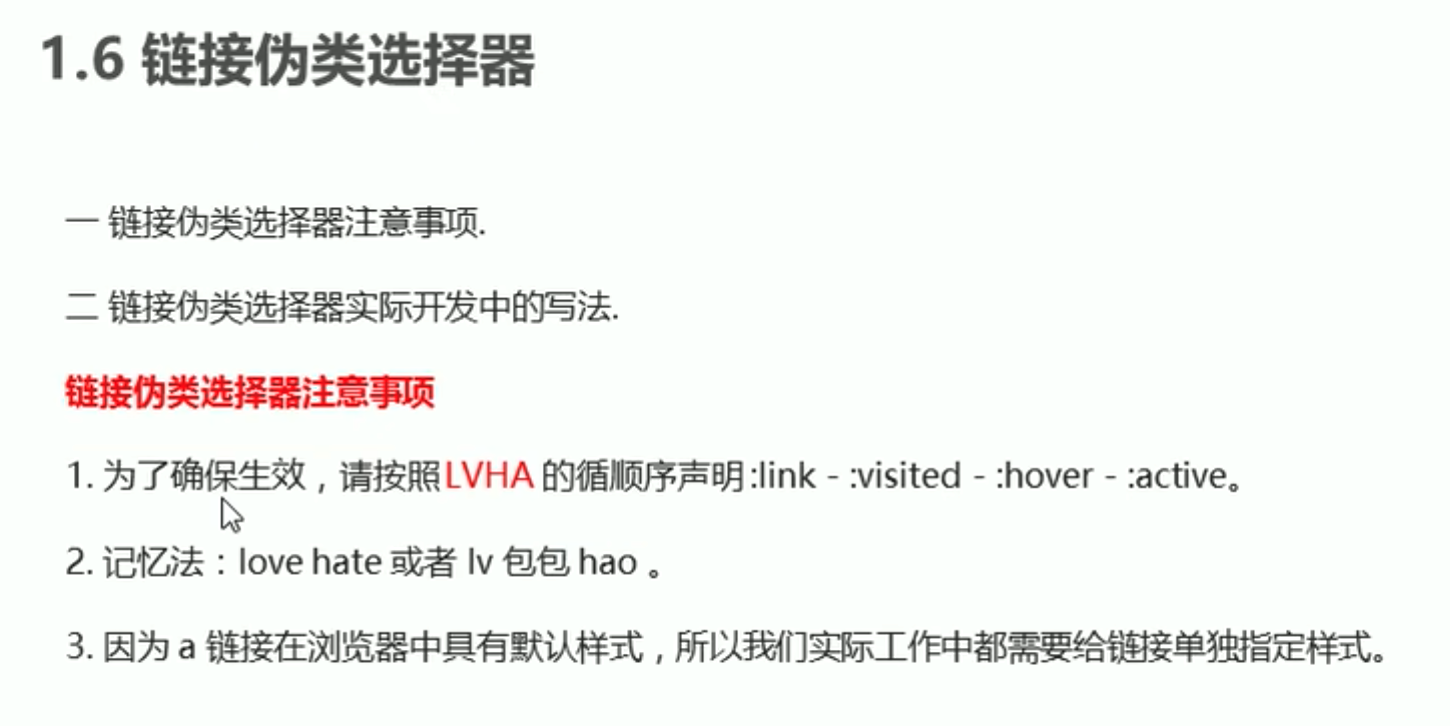 1.6 链接伪类选择器
一 链接伪类选择器注意事项.
二 链接伪类选择器实际开发中的写法.
链接伪类选择器注意事项
1. 为了确保生效，请按照LVHA 的循顺序声明:link - :visited - :hover - :active。
2. 记忆法：love hate 或者 lv 包包 hao 。
3. 因为 a 链接在浏览器中具有默认样式，所以我们实际工作中都需要给链接单独指定样式。